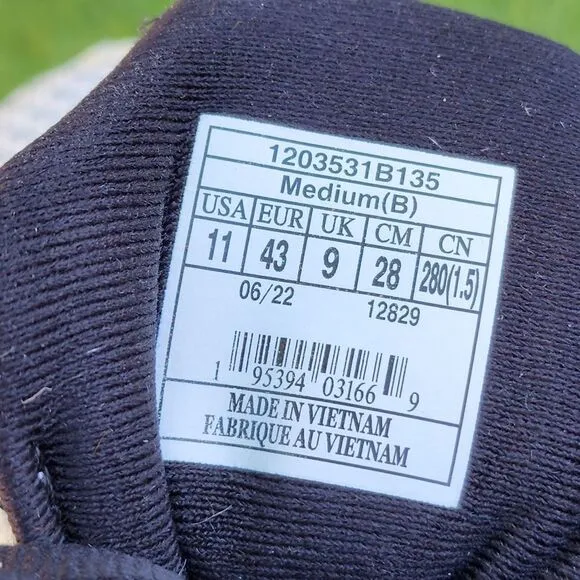 1203531B135
Medium(B)
USA EUR UK CM CN
11 43 9 28 280(1.5)
06/22 12829
1 95394 03166 9
MADE IN VIETNAM
FABRIQUE AU VIETNAM